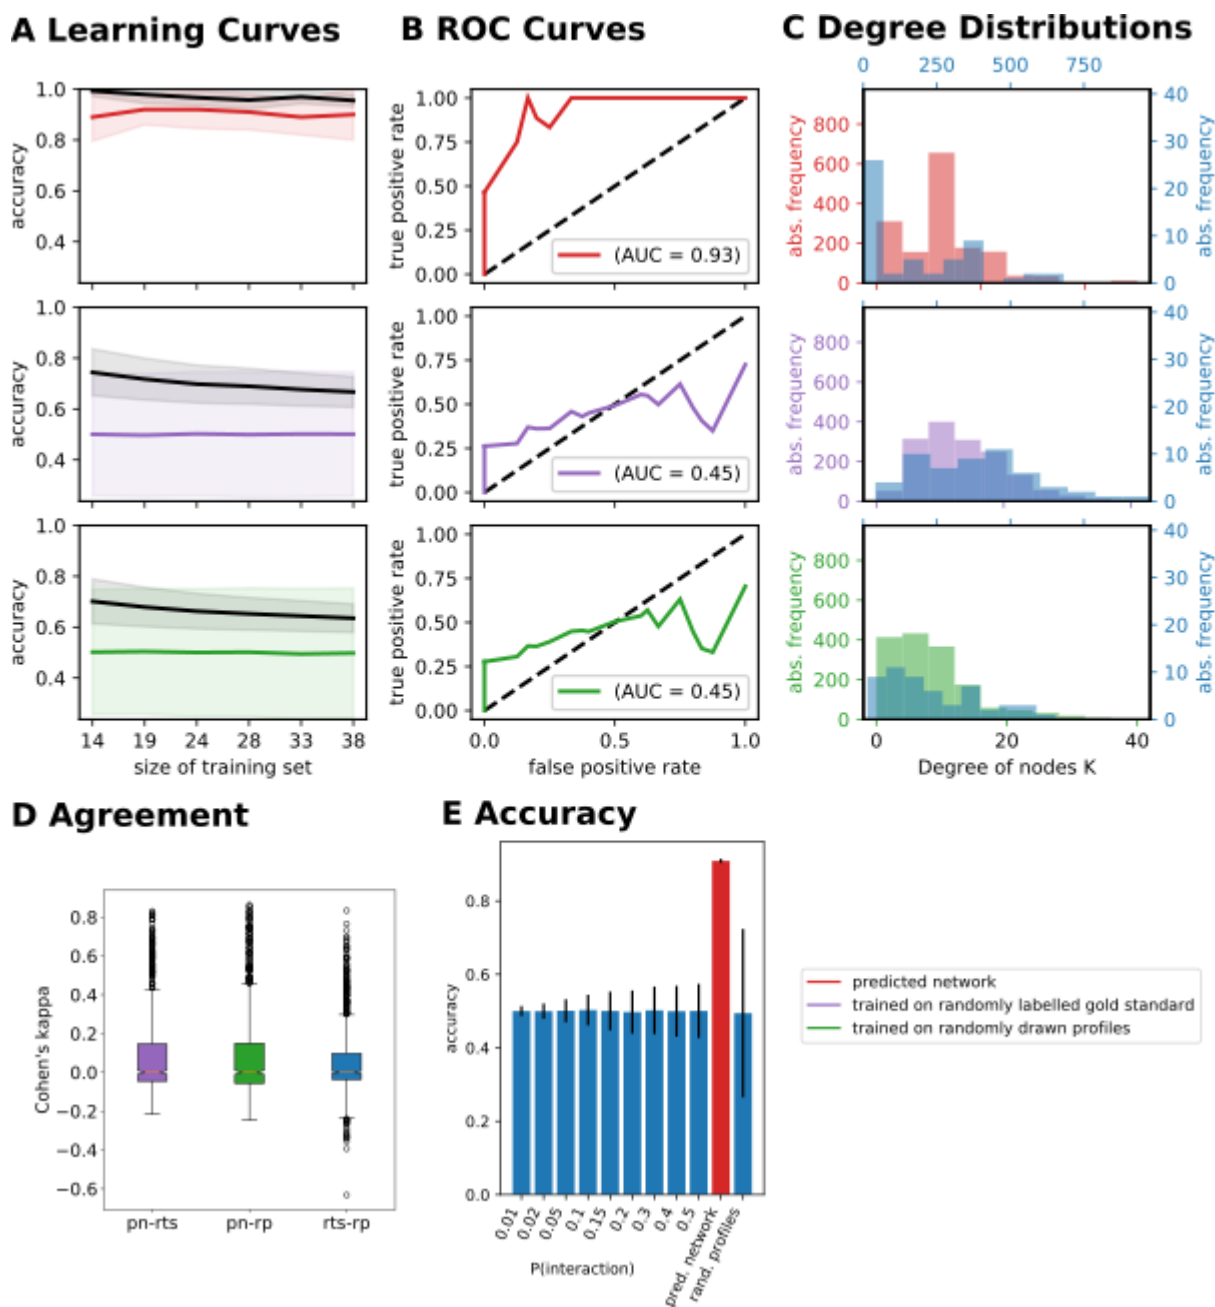 A Learning Curves
B ROC Curves
C Degree Distributions
0 250 500 750
1.0
0.8
0.6
0.4
accuracy
1.00
0.75
0.50
0.25
0.00
true positive rate
(AUC = 0.93)
800
600
400
200
0
abs. frequency
40
30
20
10
0
abs. frequency
1.0
0.8
0.6
0.4
accuracy
1.00
0.75
0.50
0.25
0.00
true positive rate
(AUC = 0.45)
800
600
400
200
0
abs. frequency
40
30
20
10
0
abs. frequency
1.0
0.8
0.6
0.4
accuracy
14 19 24 28 33 38
size of training set
1.00
0.75
0.50
0.25
0.00
true positive rate
(AUC = 0.45)
0.0 0.5 1.0
false positive rate
800
600
400
200
0
abs. frequency
40
30
20
10
0
abs. frequency
0 20 40
Degree of nodes K
D Agreement
0.8
0.6
0.4
0.2
0.0
−0.2
−0.4
−0.6
Cohen's kappa
pn-rts pn-rp rts-rp
E Accuracy
0.8
0.6
0.4
0.2
0.0
accuracy
0.01 0.02 0.05 0.1 0.15 0.2 0.3 0.4 0.5 pred. network rand. profiles
P(interaction)
predicted network
trained on randomly labelled gold standard
trained on randomly drawn profiles